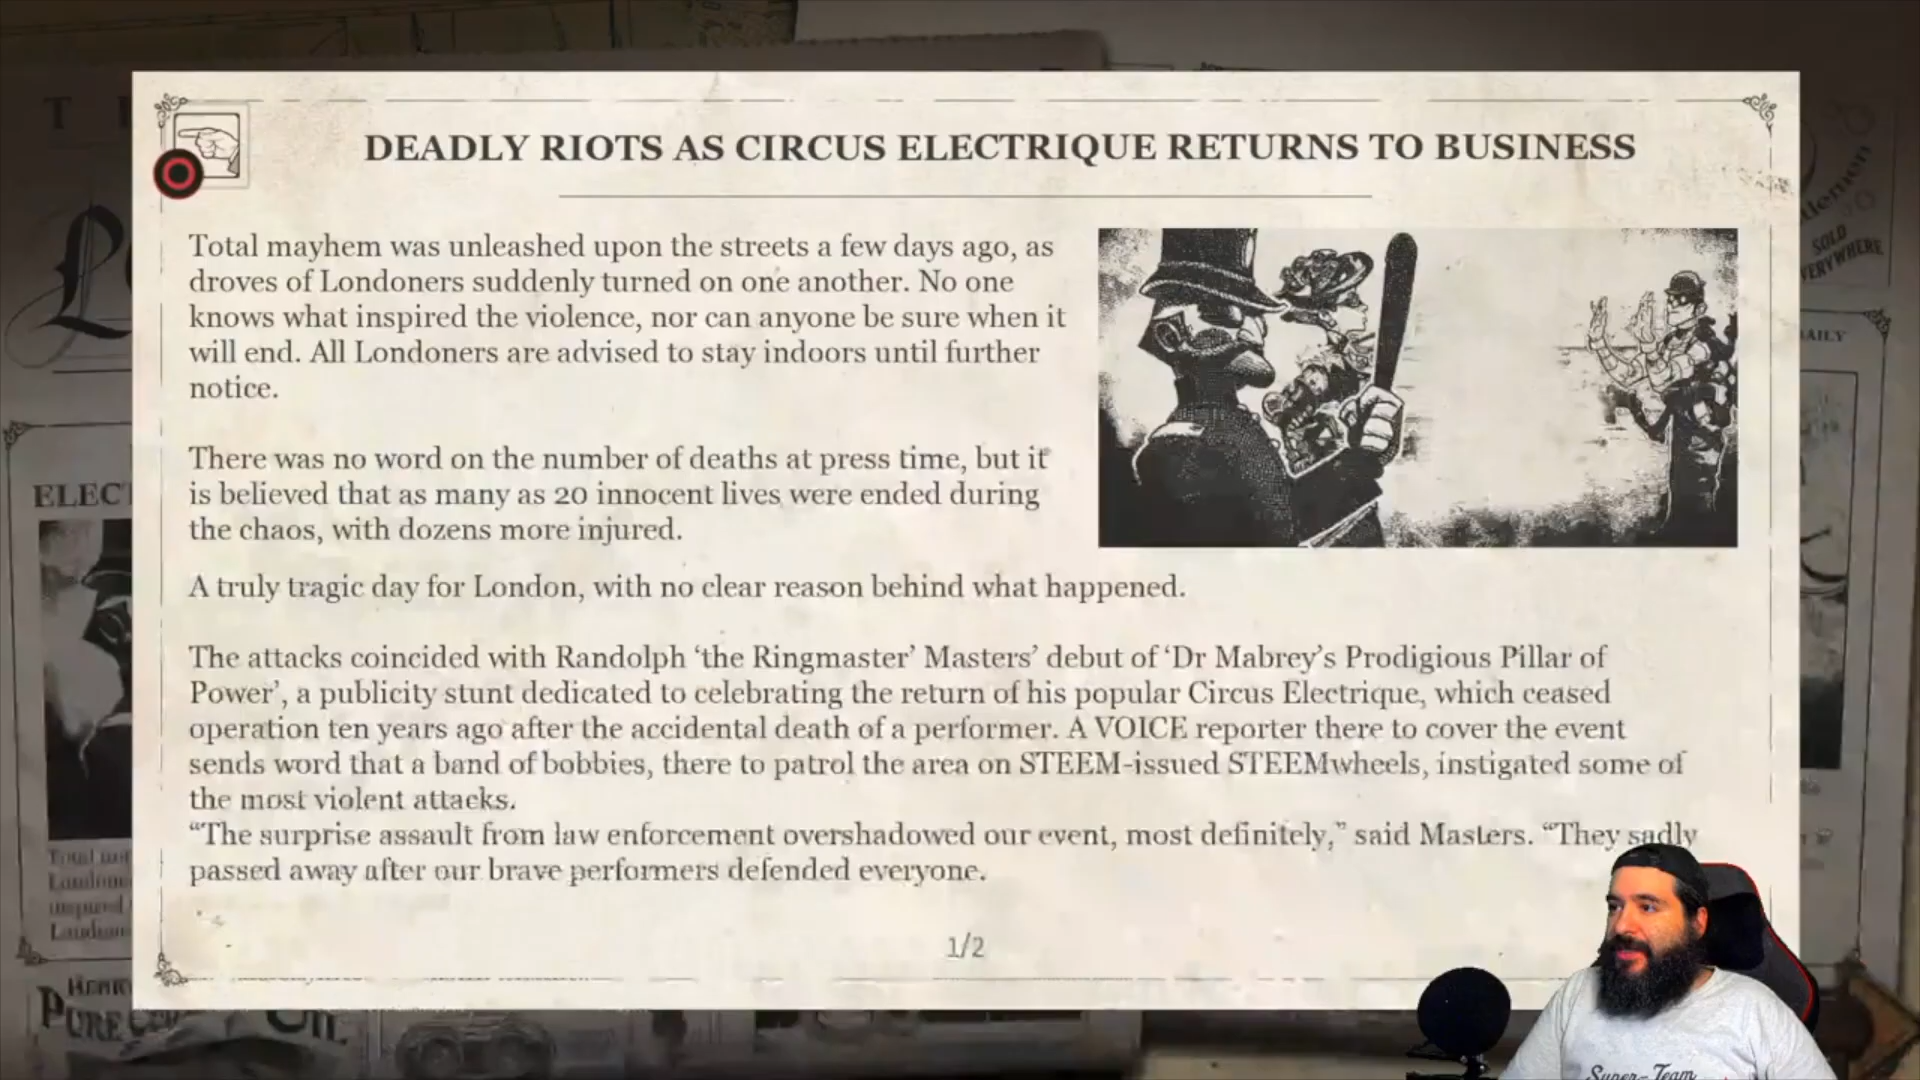 DEADLY RIOTS AS CIRCUS ELECTRIQUE RETURNS TO BUSINESS
Total mayhem was unleashed upon the streets a few days ago, as
droves of Londoners suddenly turned on one another. No one
knows what inspired the violence, nor can anyone be sure when it
will end. All Londoners are advised to stay indoors until further
notice.
There was no word on the number of deaths at press time, but it
is believed that as many as 20 innocent lives were ended during
the chaos, with dozens more injured.
A truly tragic day for London, with no clear reason behind what happened.
The attacks coincided with Randolph ‘the Ringmaster’ Masters’ debut of ‘Dr Mabrey’s Prodigious Pillar of
Power’, a publicity stunt dedicated to celebrating the return of his popular Circus Electrique, which ceased
operation ten years ago after the accidental death of a performer. A VOICE reporter there to cover the event
sends word that a band of bobbies, there to patrol the area on STEEM-issued STEEMwheels, instigated some of
the most violent attacks.
“The surprise assault from law enforcement overshadowed our event, most definitely,” said Masters. “They sadly
passed away after our brave performers defended everyone.
1/2
SOLD
EVERYWHERE
Super-Team